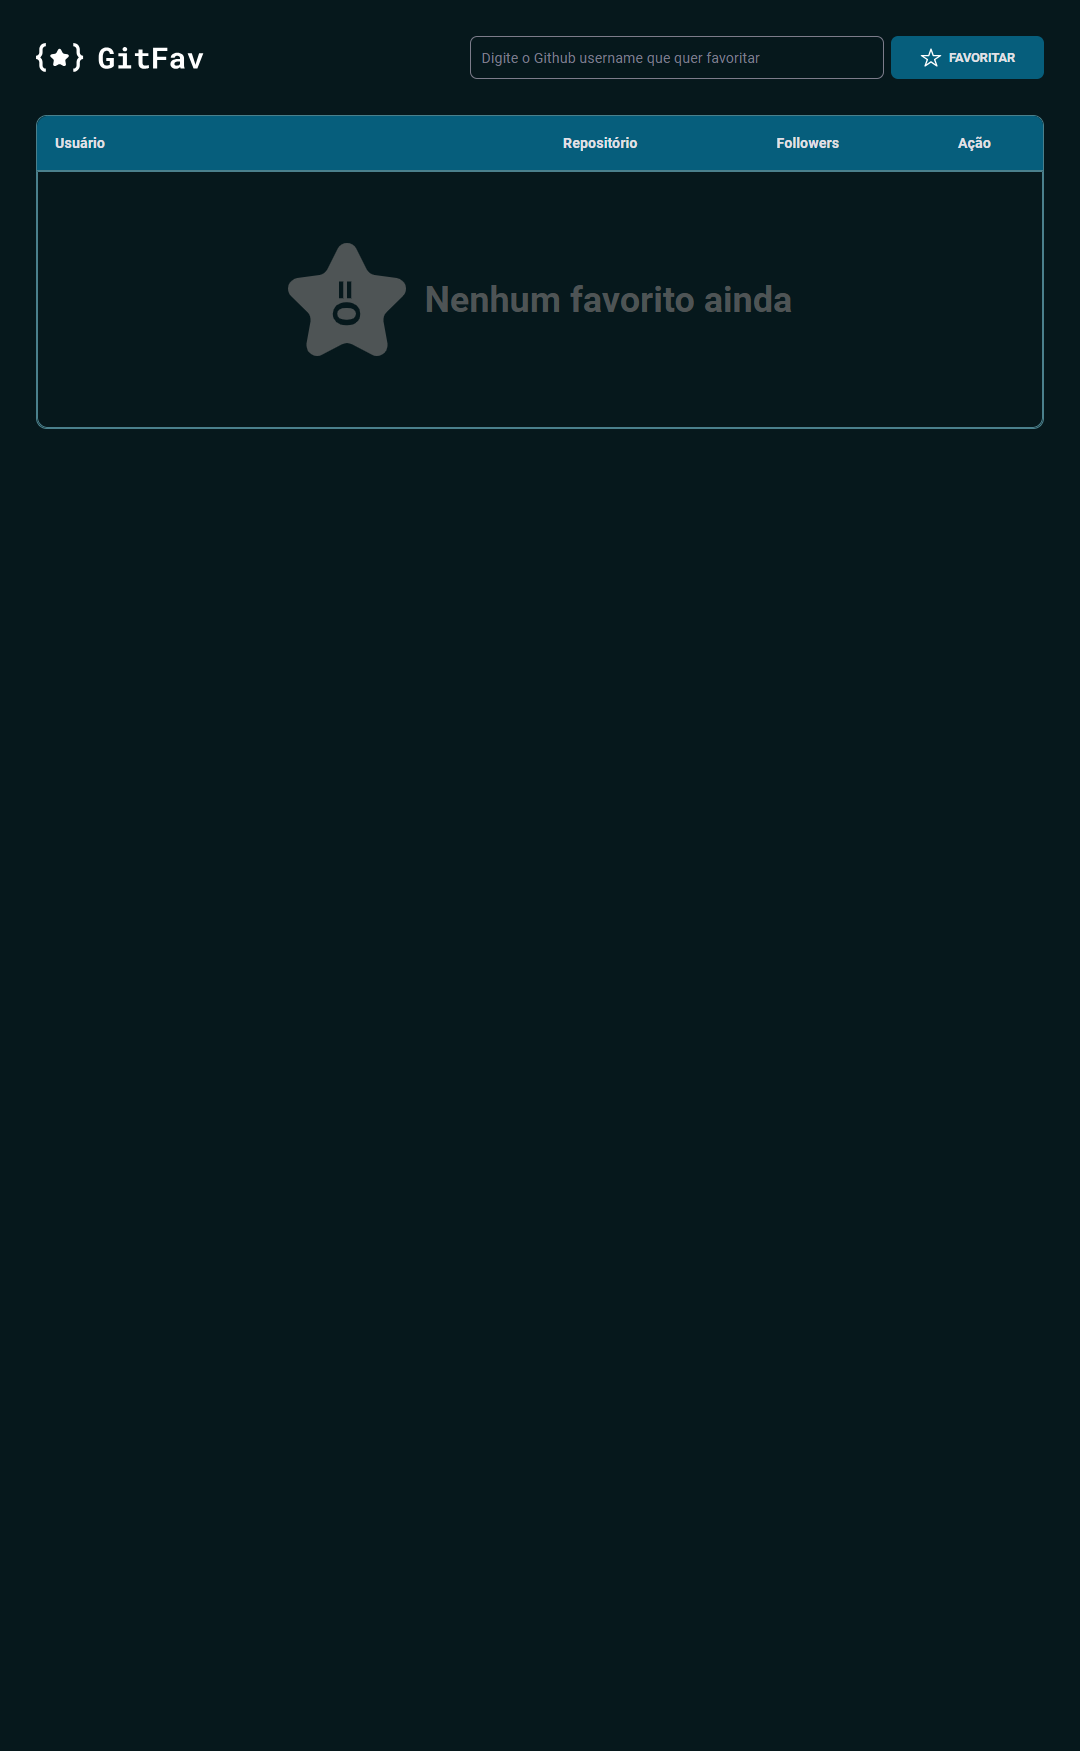 {★} GitFav
Digite o Github username que quer favoritar
FAVORITAR
Usuário Repositório Followers Ação
Nenhum favorito ainda